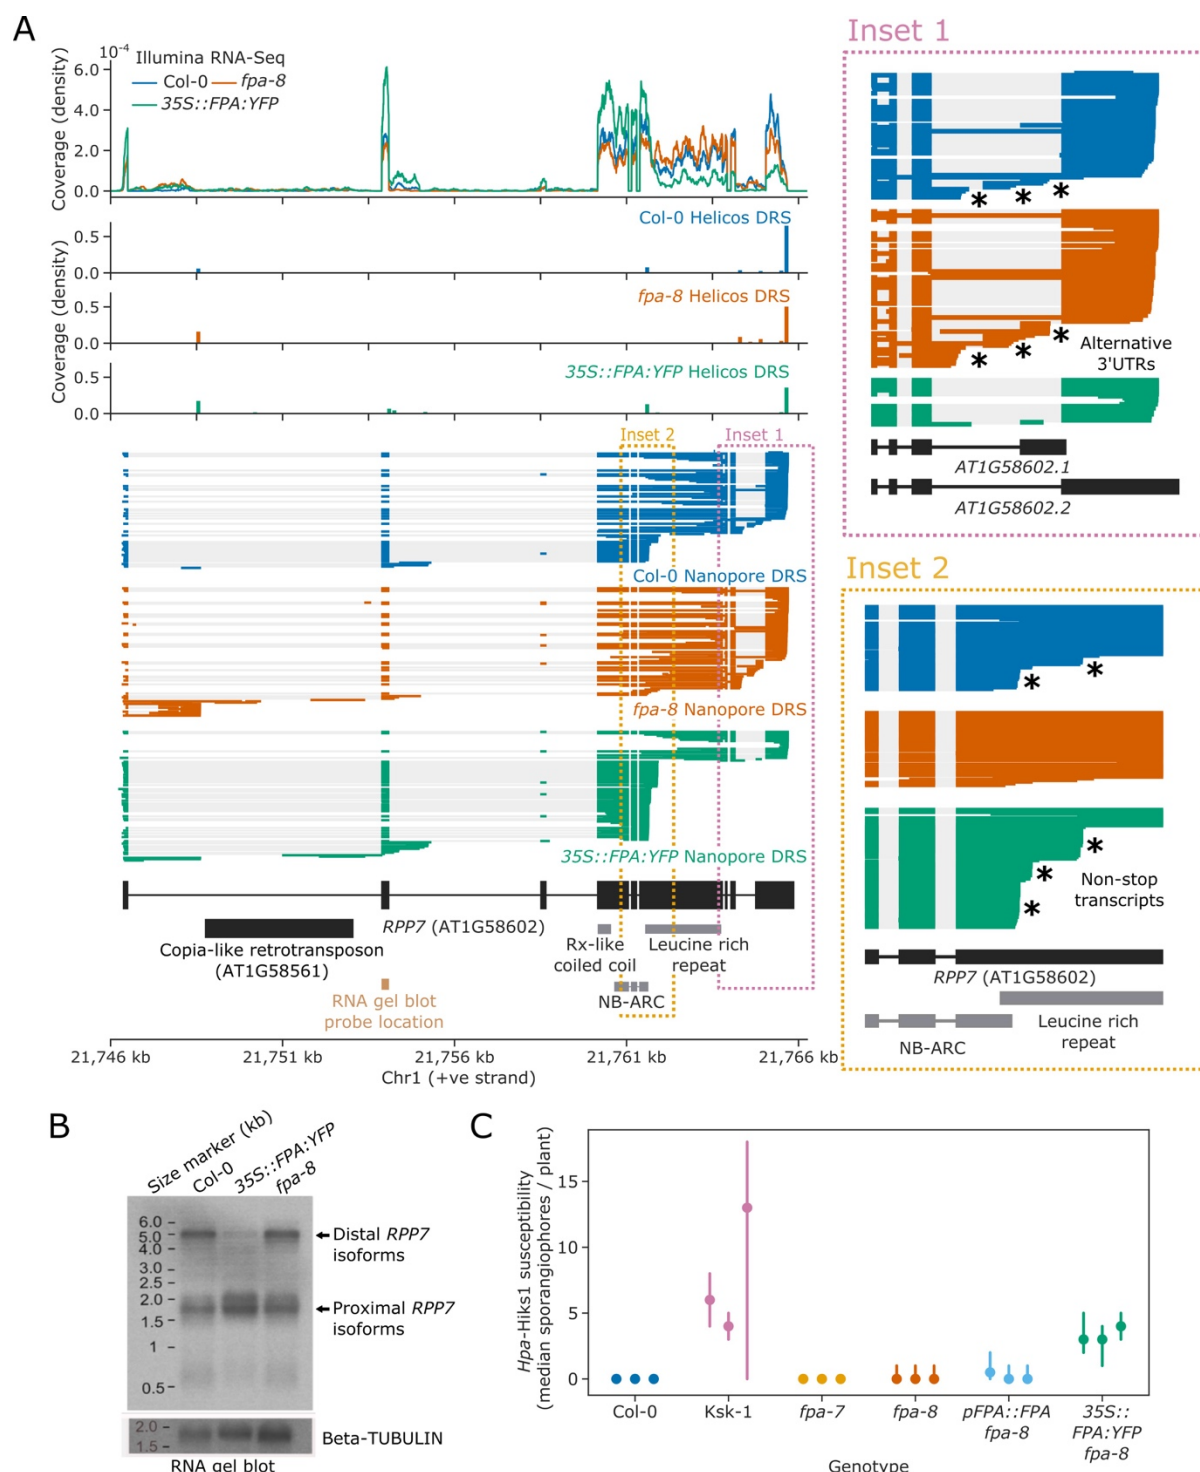 A
Inset 1
10-4
Illumina RNA-Seq
Col-0 fpa-8
35S::FPA:YFP
Coverage (density)
6.0
4.0
2.0
0.0
Col-0 Helicos DRS
Coverage (density)
0.5
0.0
fpa-8 Helicos DRS
0.5
0.0
35S::FPA:YFP Helicos DRS
0.5
0.0
Inset 2
Inset 1
Col-0 Nanopore DRS
fpa-8 Nanopore DRS
35S::FPA:YFP Nanopore DRS
RPP7 (AT1G58602)
Copia-like retrotransposon
(AT1G58561)
Rx-like
coiled coil
Leucine rich
repeat
NB-ARC
RNA gel blot
probe location
21,746 kb
21,751 kb
21,756 kb
21,761 kb
21,766 kb
Chr1 (+ve strand)
* * *
* * *
Alternative
3'UTRs
AT1G58602.1
AT1G58602.2
Inset 2
* *
*
*
*
Non-stop
transcripts
RPP7 (AT1G58602)
Leucine rich
repeat
NB-ARC
B
Size marker (kb)
Col-0
35S::FPA:YFP
fpa-8
6.0
5.0
4.0
3.0
2.5
2.0
1.5
1
0.5
Distal RPP7
isoforms
Proximal RPP7
isoforms
2.0
1.5
Beta-TUBULIN
RNA gel blot
C
Hpa-Hiks1 susceptibility
(median sporangiophores / plant)
15
10
5
0
Col-0
Ksk-1
fpa-7
fpa-8
pFPA::FPA
fpa-8
35S::
FPA:YFP
fpa-8
Genotype